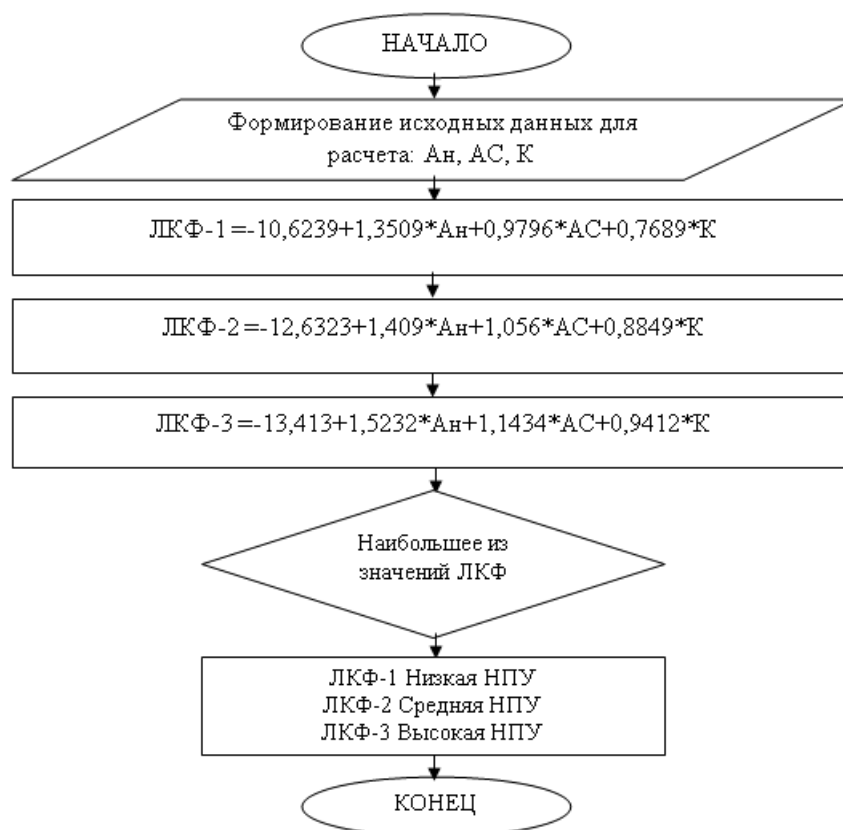 НАЧАЛО
Формирование исходных данных для
расчета: Ан, АС, К
ЛКФ-1 =-10,6239+1,3509*Ан+0,9796*АС+0,7689*К
ЛКФ-2 =-12,6323+1,409*Ан+1,056*АС+0,8849*К
ЛКФ-3 =-13,413+1,5232*Ан+1,1434*АС+0,9412*К
Наибольшее из
значений ЛКФ
ЛКФ-1 Низкая НПУ
ЛКФ-2 Средняя НПУ
ЛКФ-3 Высокая НПУ
КОНЕЦ